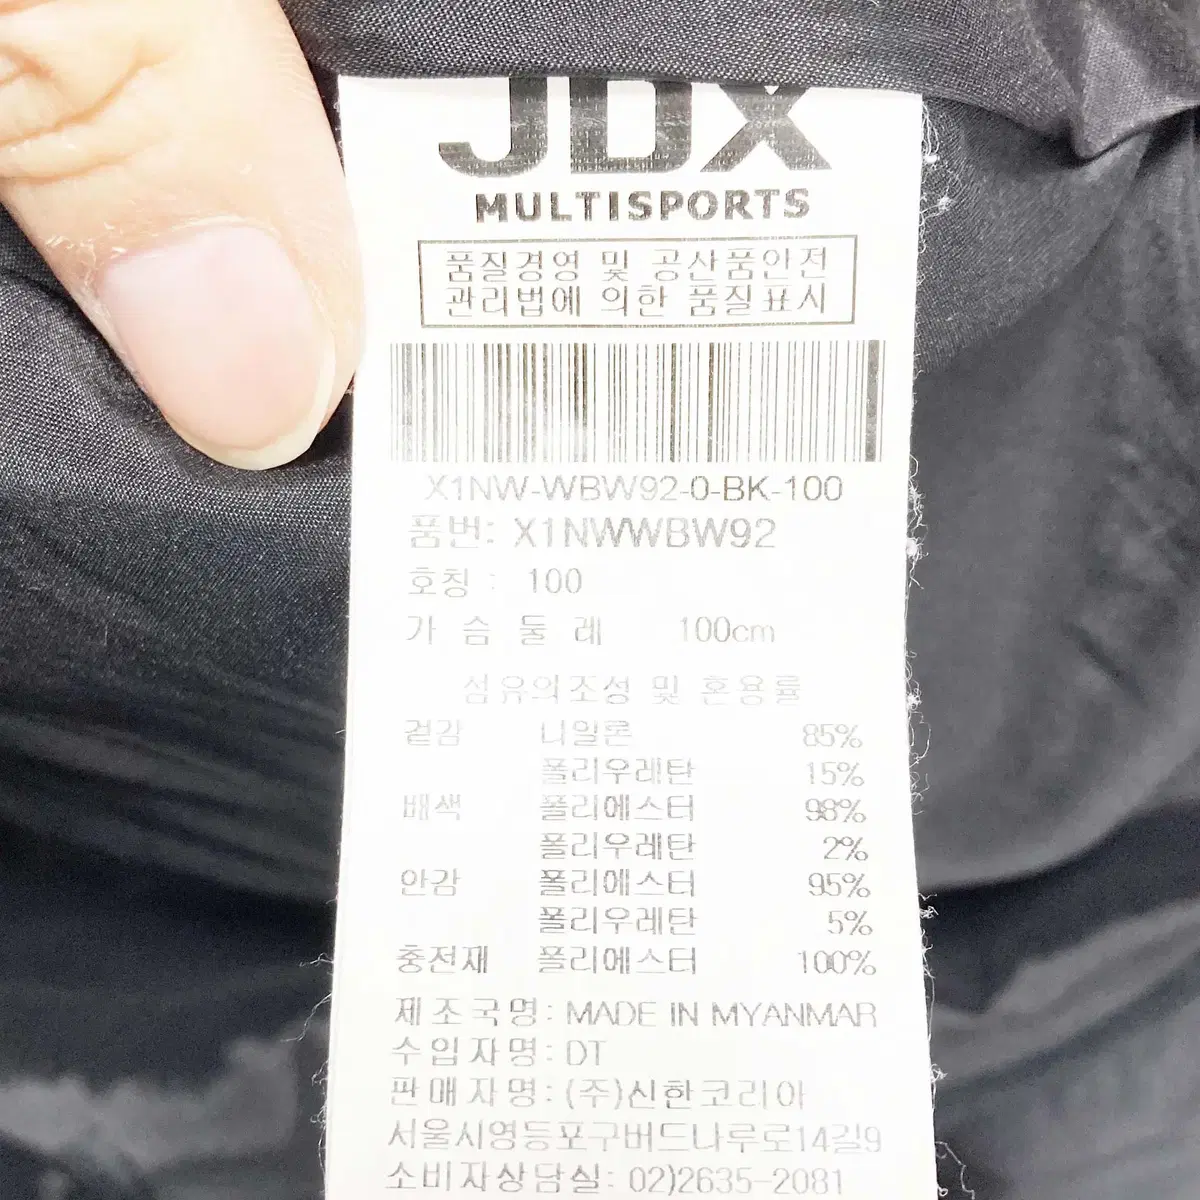 JDX
MULTISPORTS
품질경영 및 공산품안전
관리법에 의한 품질표시
X1NW-WBW92-0-BK-100
품번: X1NWWBW92
호칭 : 100
가 슴 둘 레 100cm
섬유의조성 및 혼용률
겉감 니일론 85%
폴리우레탄 15%
배색 폴리에스터 98%
폴리우레탄 2%
안감 폴리에스터 95%
폴리우레탄 5%
충전재 폴리에스터 100%
제조국명: MADE IN MYANMAR
수입자명: DT
판매자명: (주)신한코리아
서울시영등포구버드나루로14길9
소비자상담실: 02)2635-2081